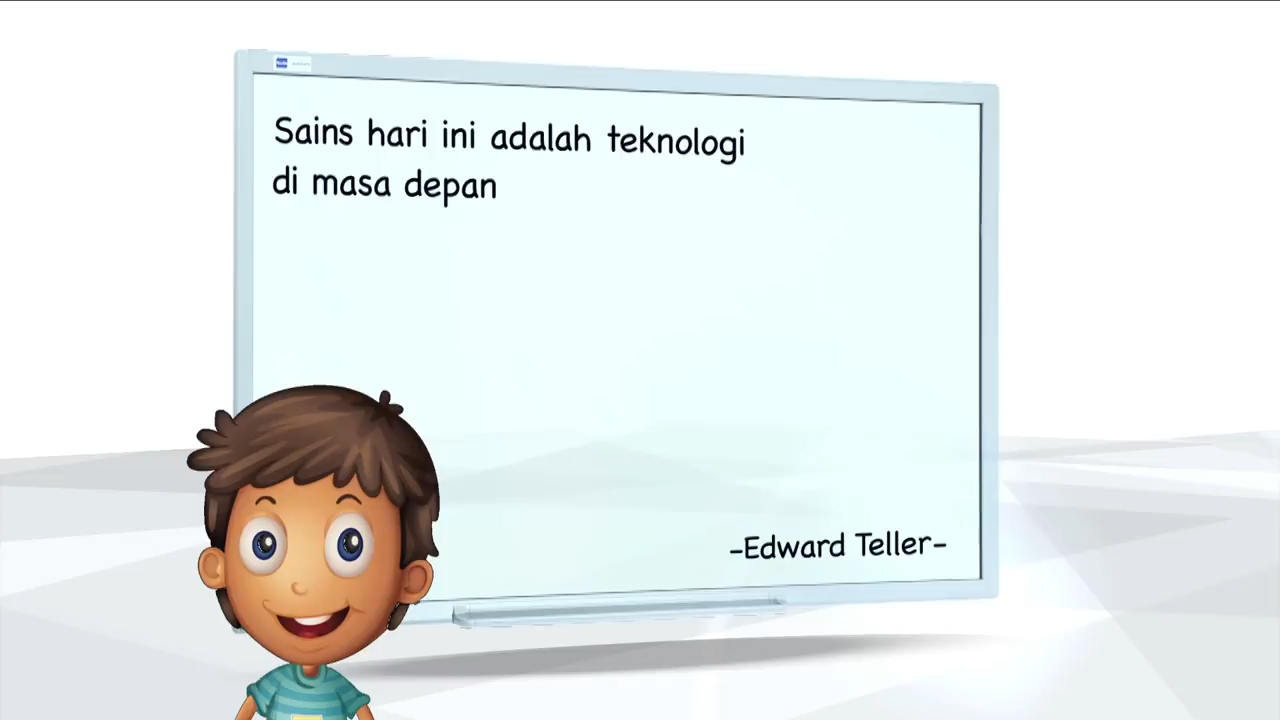 Sains hari ini adalah teknologi
di masa depan
-Edward Teller-